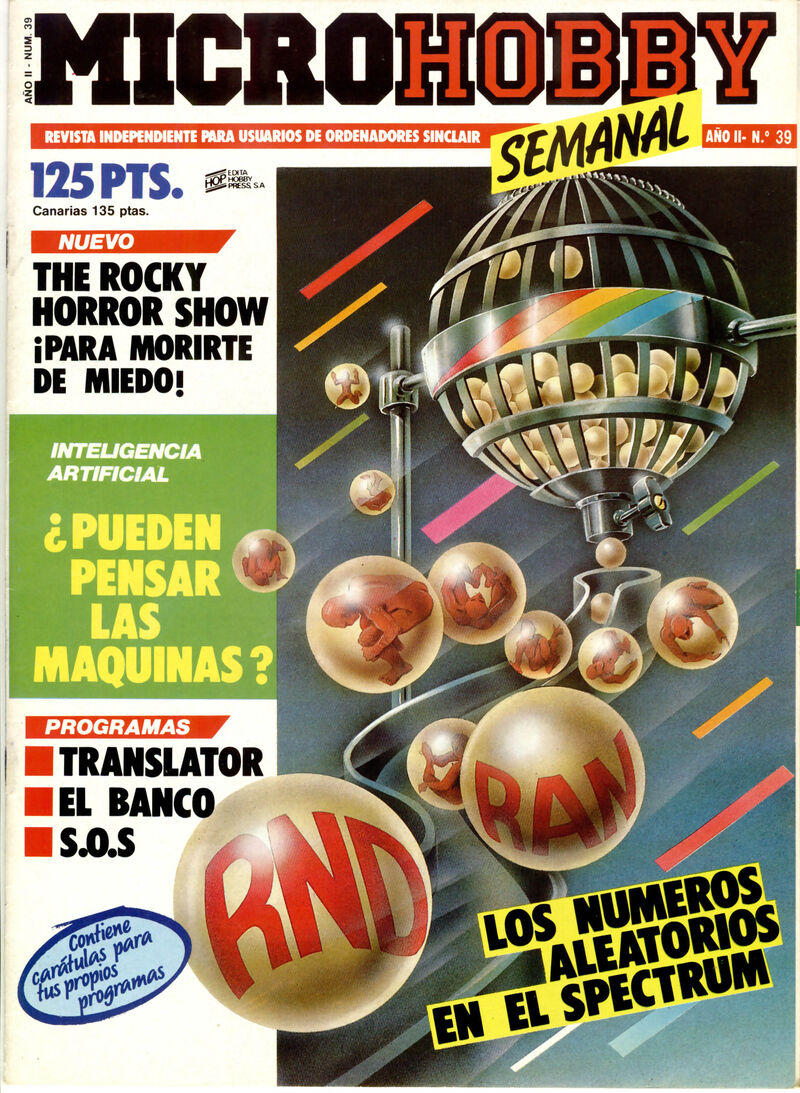 AÑO II - NUM. 39
MICROHOBBY
REVISTA INDEPENDIENTE PARA USUARIOS DE ORDENADORES SINCLAIR
SEMANAL
AÑO II- N.º 39
125 PTS.
Canarias 135 ptas.
HOP
EDITA
HOBBY
PRESS, S.A
NUEVO
THE ROCKY
HORROR SHOW
¡PARA MORIRTE
DE MIEDO!
INTELIGENCIA
ARTIFICIAL
¿PUEDEN
PENSAR
LAS
MAQUINAS?
PROGRAMAS
TRANSLATOR
EL BANCO
S.O.S
Contiene
carátulas para
tus propios
programas
RND
RAN
LOS NUMEROS
ALEATORIOS
EN EL SPECTRUM